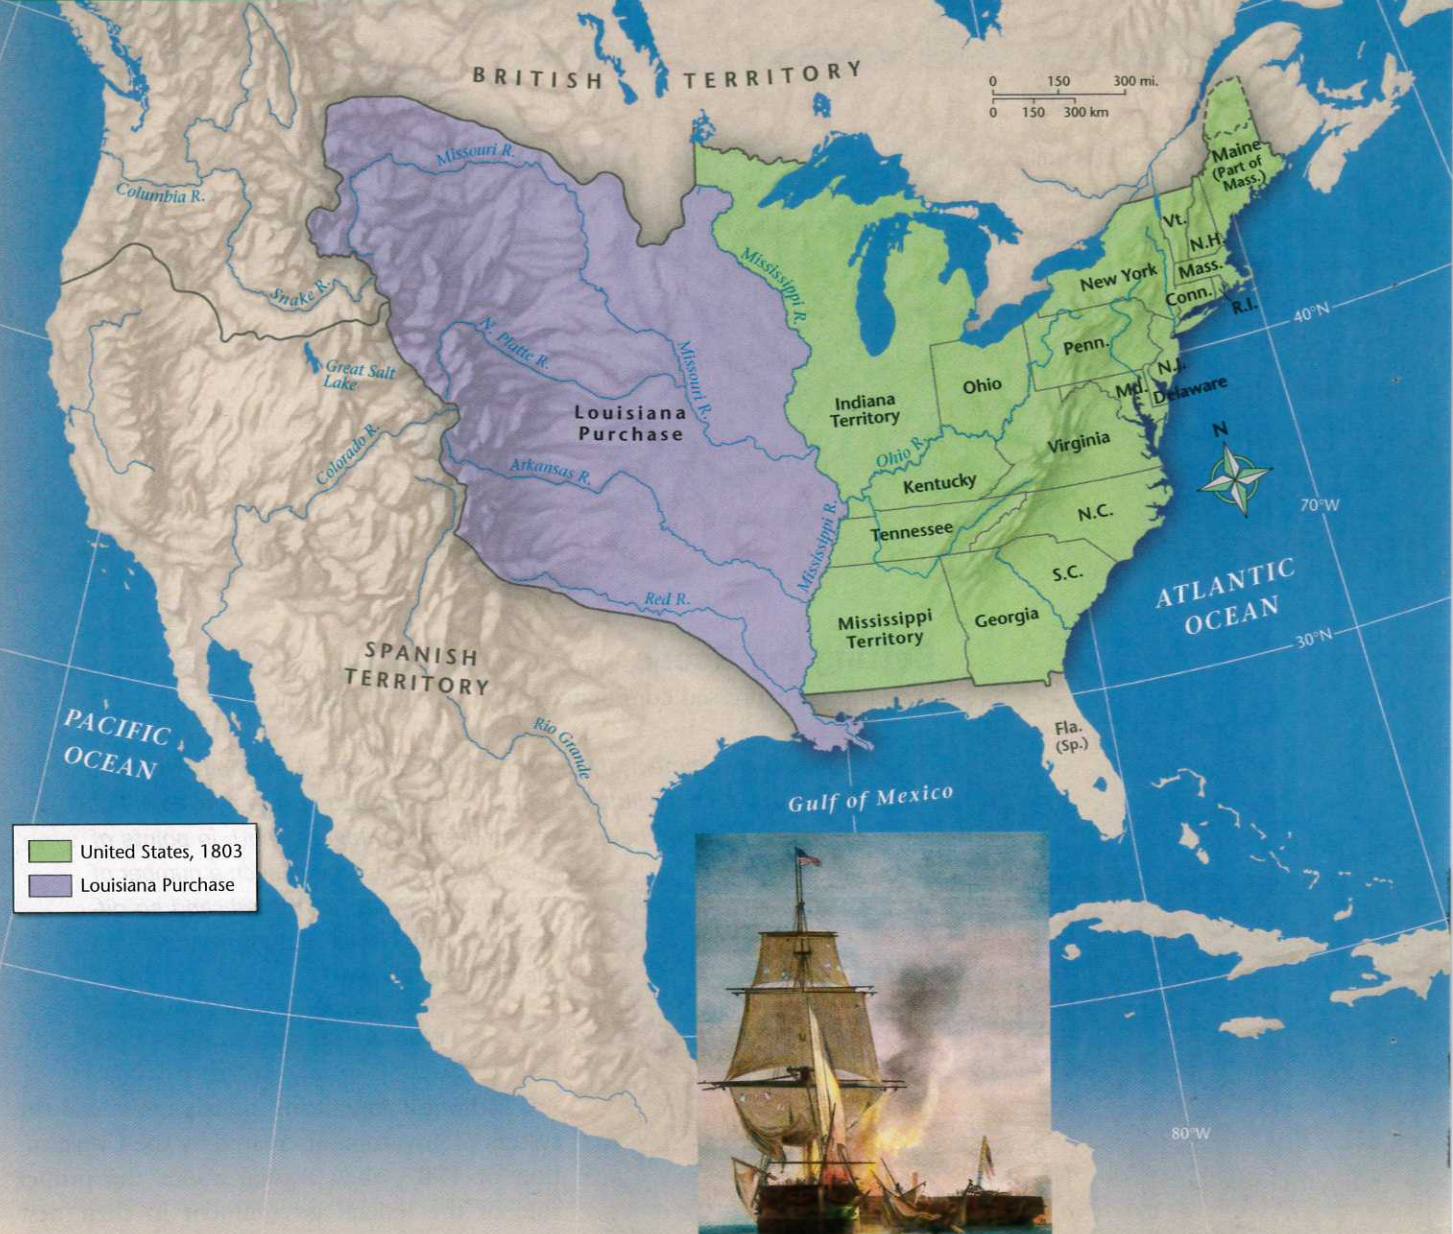 BRITISH TERRITORY
0 150 300 mi.
0 150 300 km
Missouri R.
Columbia R.
Snake R.
Great Salt
Lake
N. Platte R.
Missouri R.
Mississippi R.
Louisiana
Purchase
Colorado R.
Arkansas R.
Mississippi R.
Red R.
Maine
(Part of
Mass.)
Vt.
N.H.
New York
Mass.
Conn.
R.I.
40°N
Penn.
N.J.
Md.
Delaware
Ohio
Indiana
Territory
Ohio R.
Virginia
Kentucky
N
70°W
Tennessee
N.C.
S.C.
ATLANTIC
OCEAN
Mississippi
Territory
Georgia
30°N
SPANISH
TERRITORY
PACIFIC
OCEAN
Rio Grande
Fla.
(Sp.)
Gulf of Mexico
United States, 1803
Louisiana Purchase
80°W